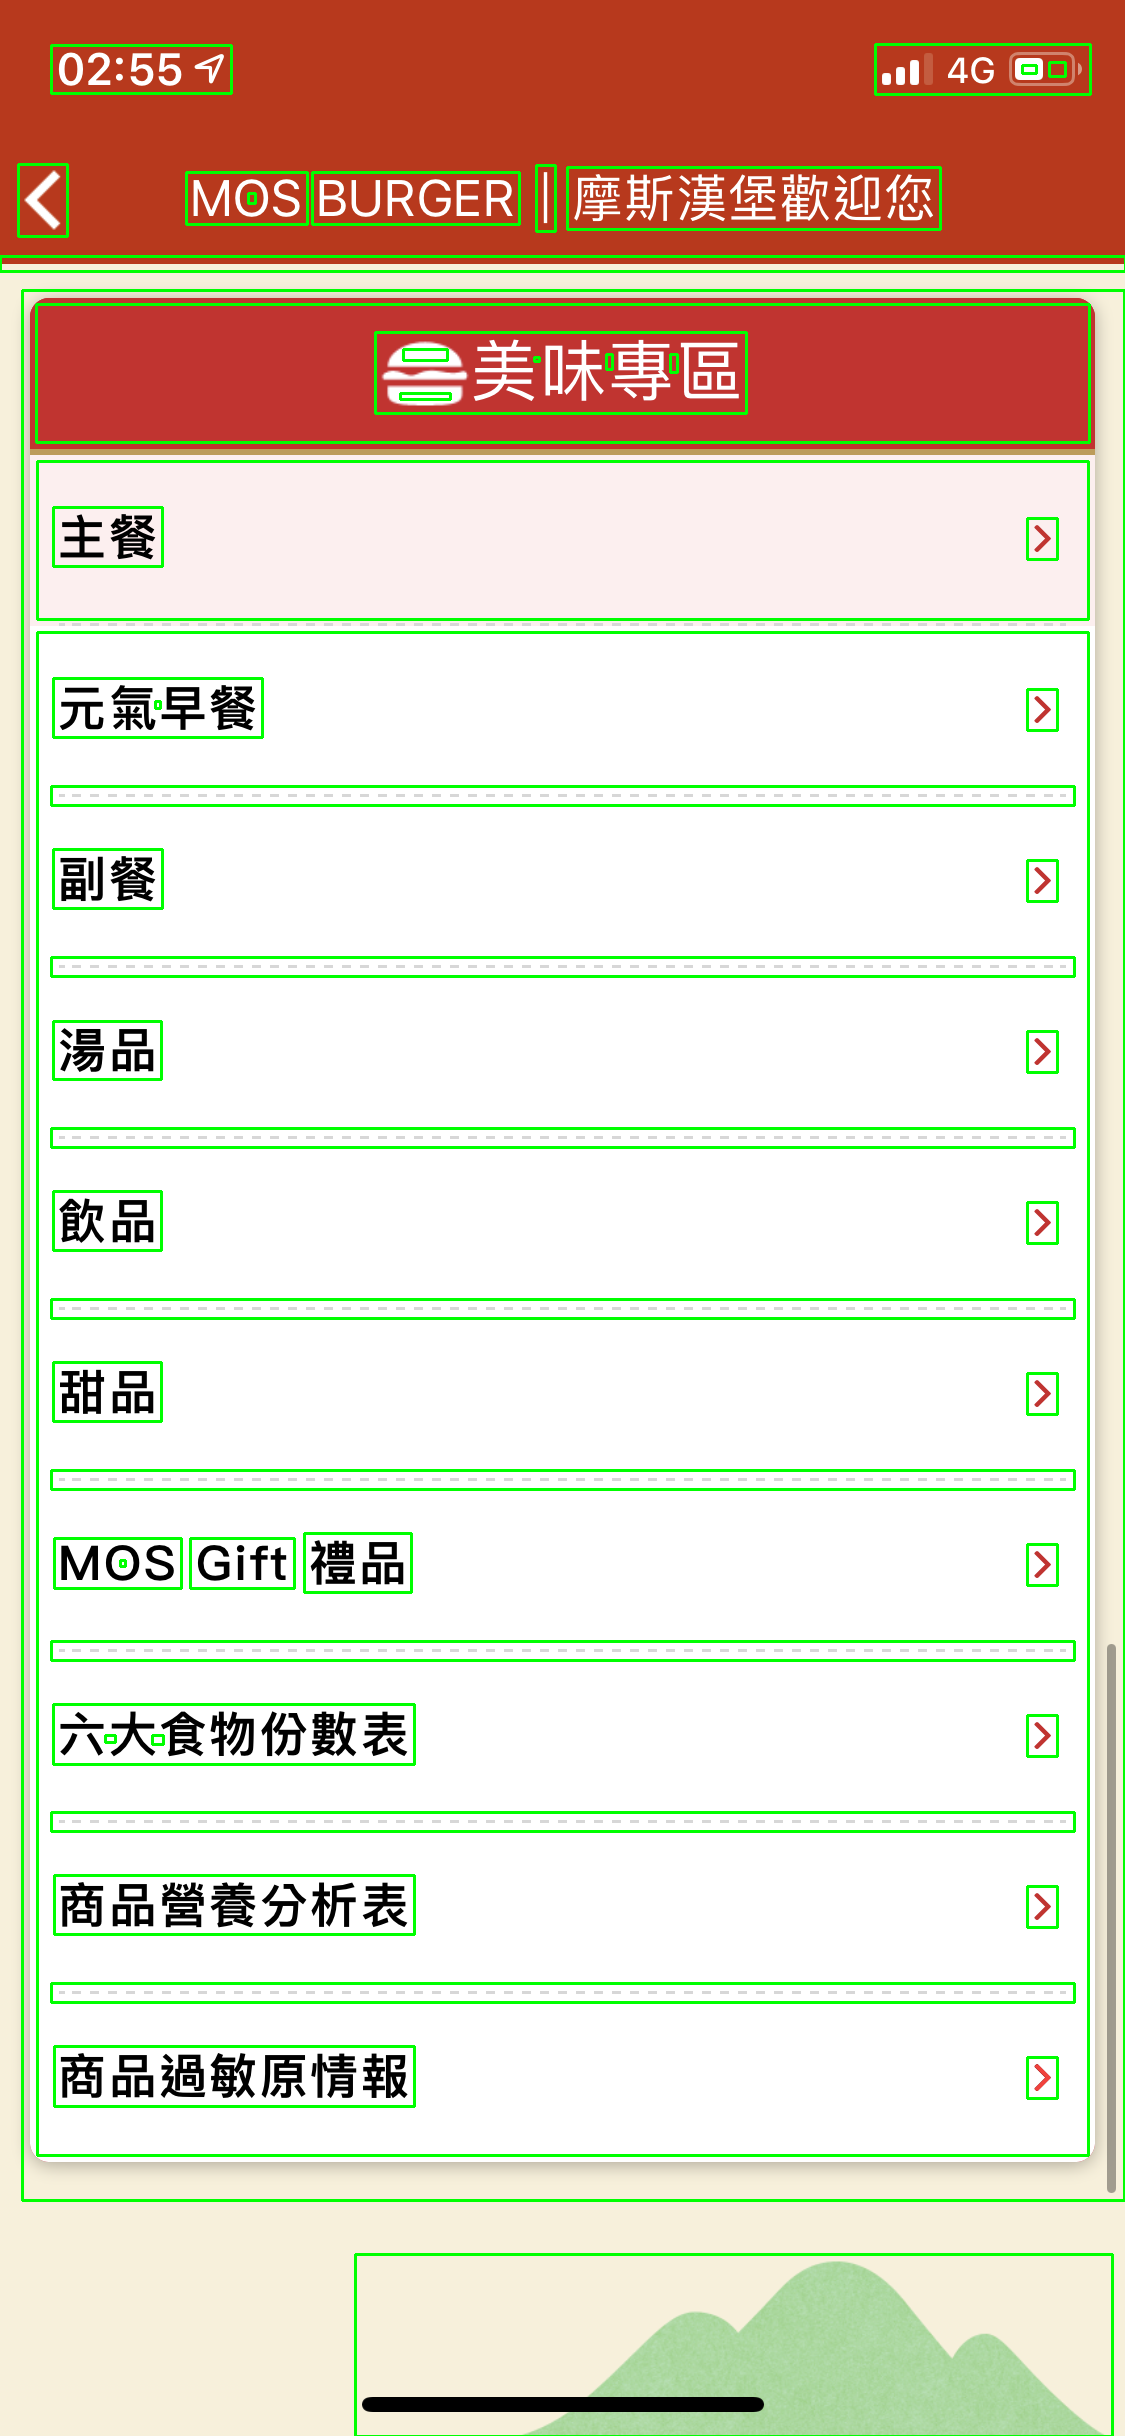 02:55 4G
MOS BURGER | 摩斯漢堡歡迎您
美味專區
主餐
元氣早餐
副餐
湯品
飲品
甜品
MOS Gift 禮品
六大食物份數表
商品營養分析表
商品過敏原情報